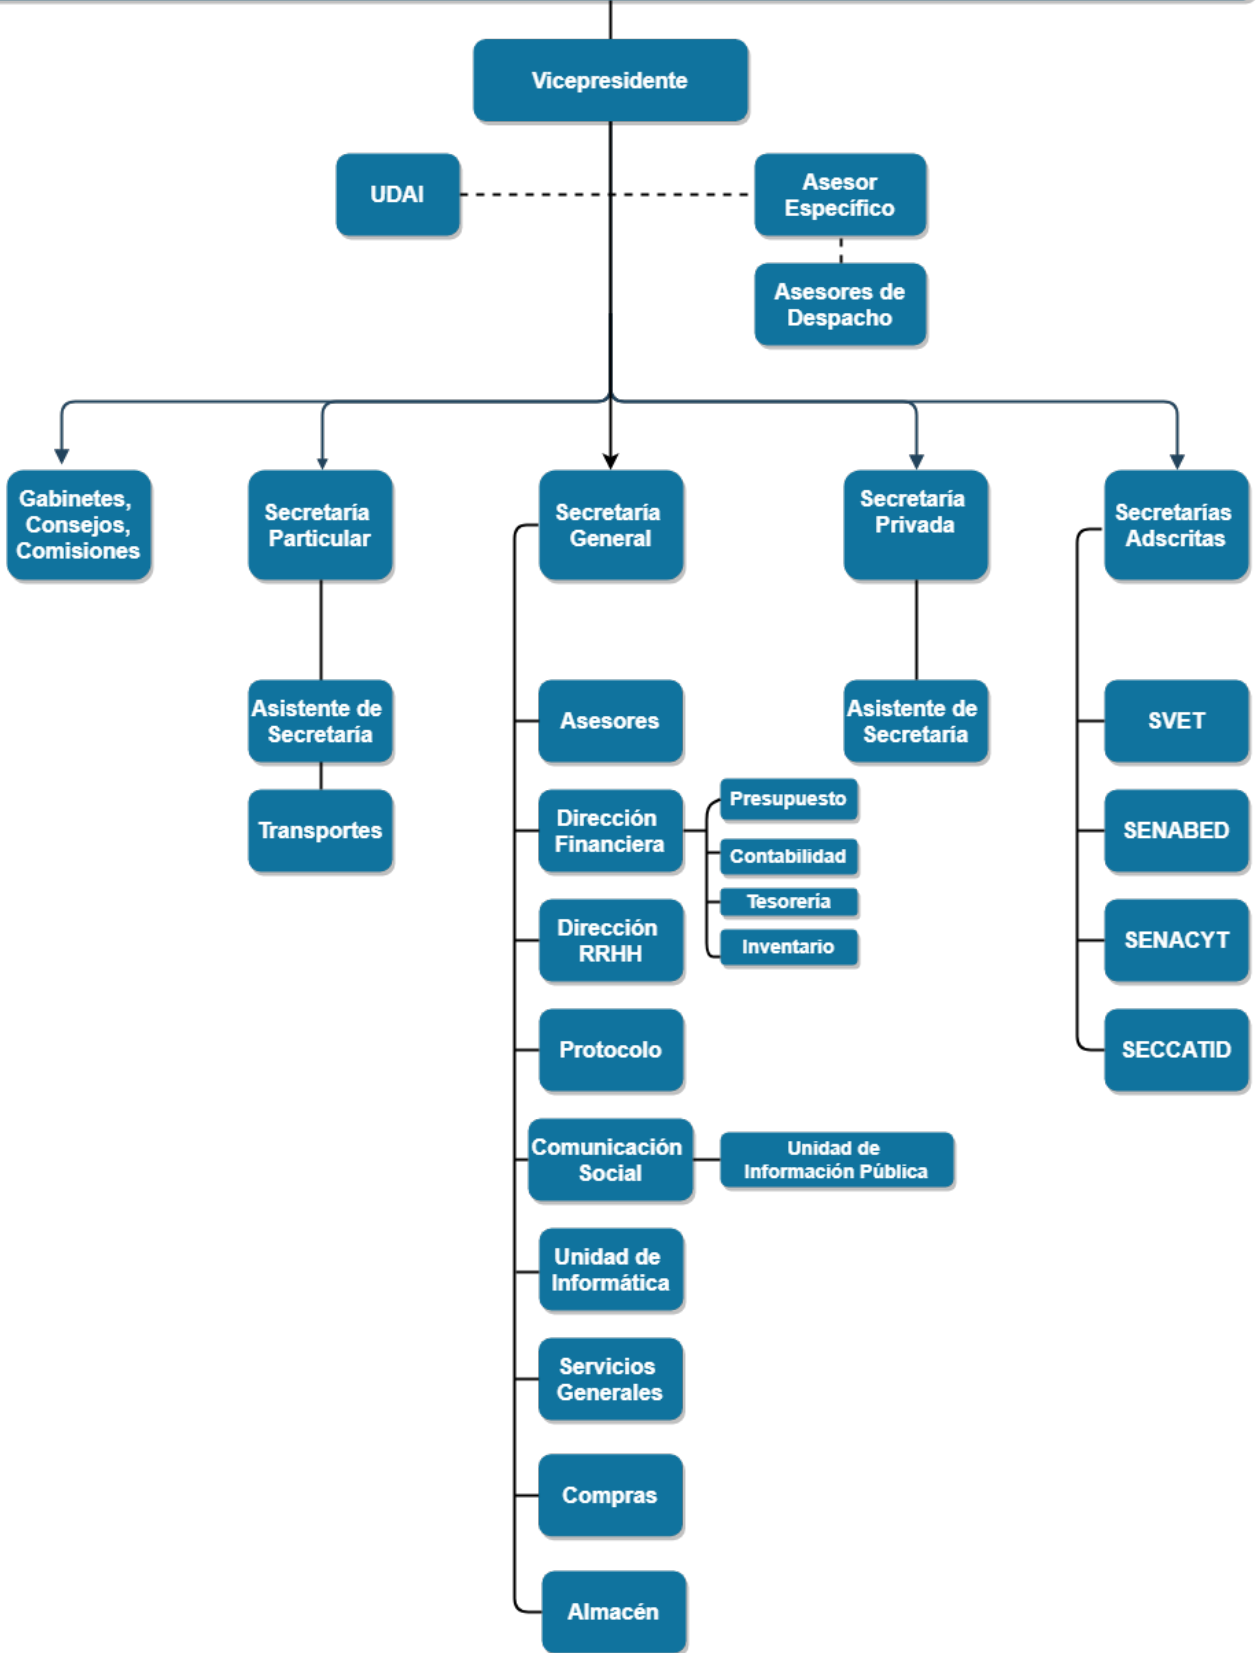 Vicepresidente
UDAI
Asesor
Específico
Asesores de
Despacho
Gabinetes,
Consejos,
Comisiones
Secretaría
Particular
Secretaría
General
Secretaría
Privada
Secretarías
Adscritas
Asistente de
Secretaría
Transportes
Asesores
Dirección
Financiera
Presupuesto
Contabilidad
Tesorería
Inventario
Dirección
RRHH
Protocolo
Comunicación
Social
Unidad de
Información Pública
Unidad de
Informática
Servicios
Generales
Compras
Almacén
Asistente de
Secretaría
SVET
SENABED
SENACYT
SECCATID